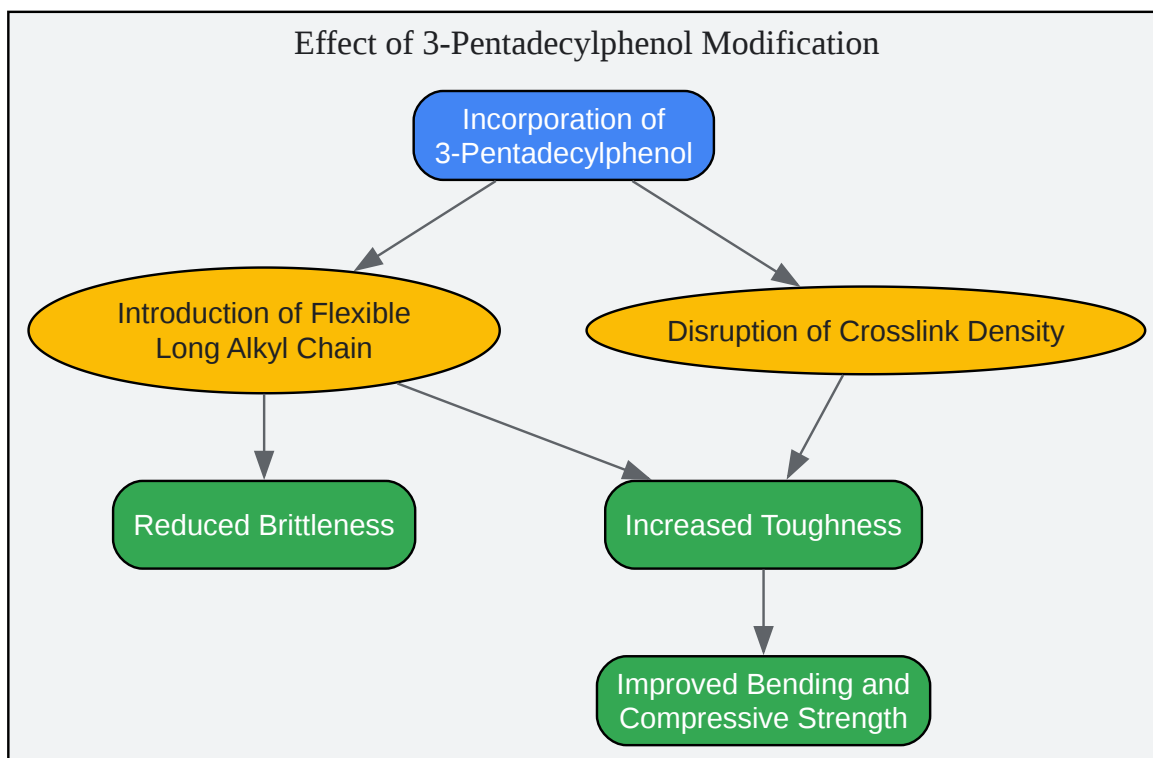 Effect of 3-Pentadecylphenol Modification
Incorporation of
3-Pentadecylphenol
Introduction of Flexible
Long Alkyl Chain
Disruption of Crosslink Density
Reduced Brittleness
Increased Toughness
Improved Bending and
Compressive Strength